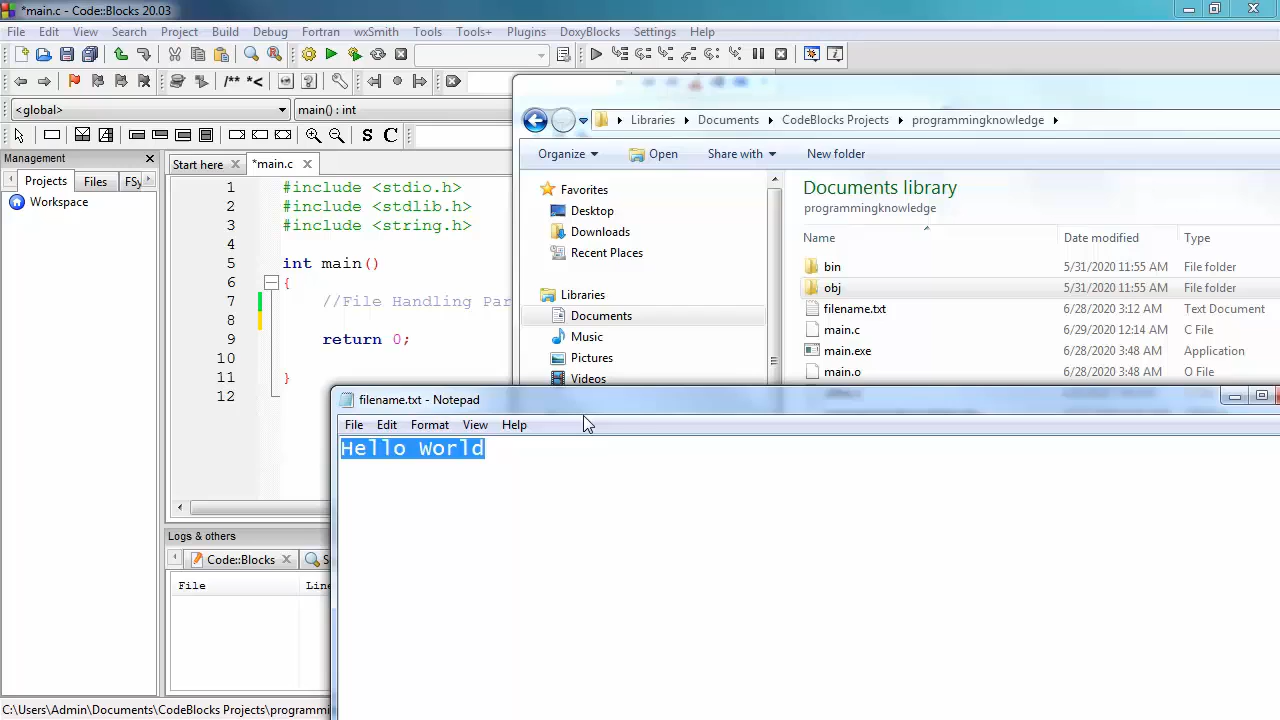 *main.c - Code::Blocks 20.03
File Edit View Search Project Build Debug Fortran wxSmith Tools Tools+ Plugins DoxyBlocks Settings Help
/** *<
<global>
main() : int
S C
Management
Projects Files FSy
Workspace
Start here *main.c
1 #include <stdio.h>
2 #include <stdlib.h>
3 #include <string.h>
4
5 int main()
6 {
7 //File Handling Par
8
9 return 0;
10
11 }
12
Logs & others
Code::Blocks S
File Line
C:\Users\Admin\Documents\CodeBlocks Projects\programmi
Libraries Documents CodeBlocks Projects programmingknowledge
Organize Open Share with New folder
Favorites
Desktop
Downloads
Recent Places
Libraries
Documents
Music
Pictures
Videos
Documents library
programmingknowledge
Name Date modified Type
bin 5/31/2020 11:55 AM File folder
obj 5/31/2020 11:55 AM File folder
filename.txt 6/28/2020 3:12 AM Text Document
main.c 6/29/2020 12:14 AM C File
main.exe 6/28/2020 3:48 AM Application
main.o 6/28/2020 3:48 AM O File
filename.txt - Notepad
File Edit Format View Help
Hello World